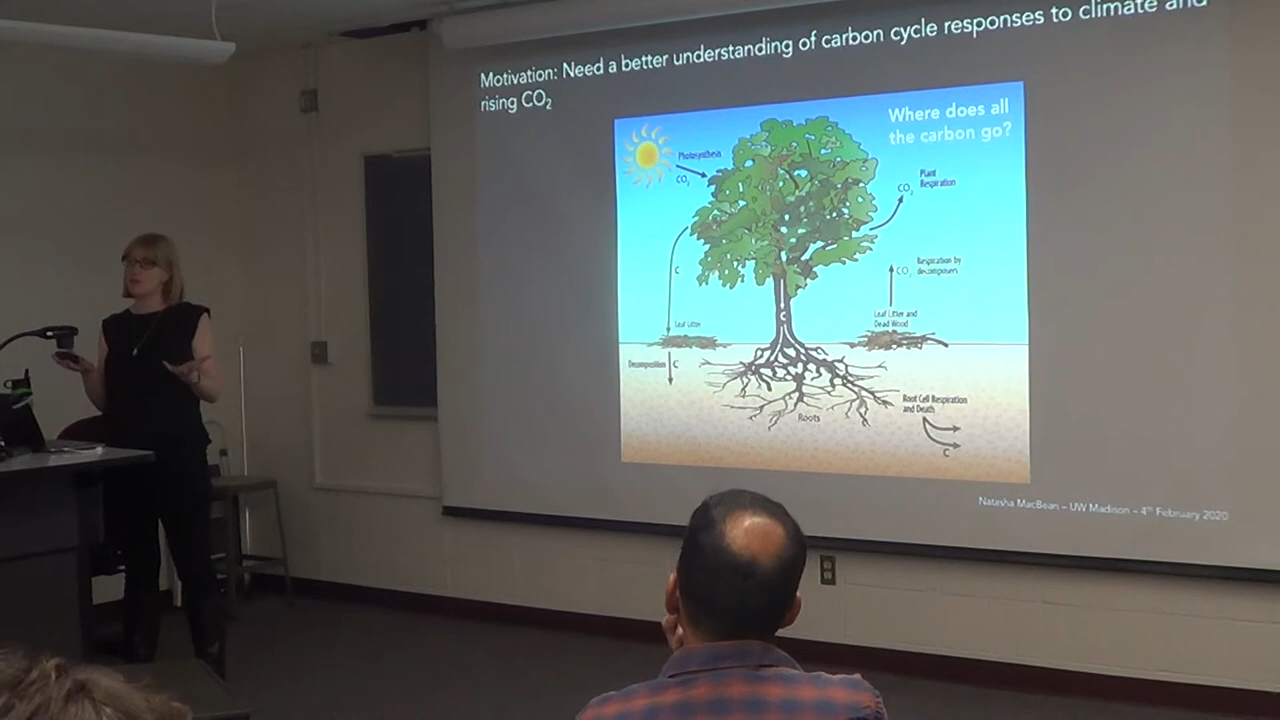 Motivation: Need a better understanding of carbon cycle responses to climate and
rising CO₂
Where does all
the carbon go?
Photosynthesis
CO₂
Plant
Respiration
CO₂
C
Respiration by
decomposers
CO₂
C
Leaf Litter
Leaf Litter and
Dead Wood
Decomposition
C
Root Cell Respiration
and Death
Roots
C
Natasha MacBean – UW Madison – 4ᵗʰ February 2020